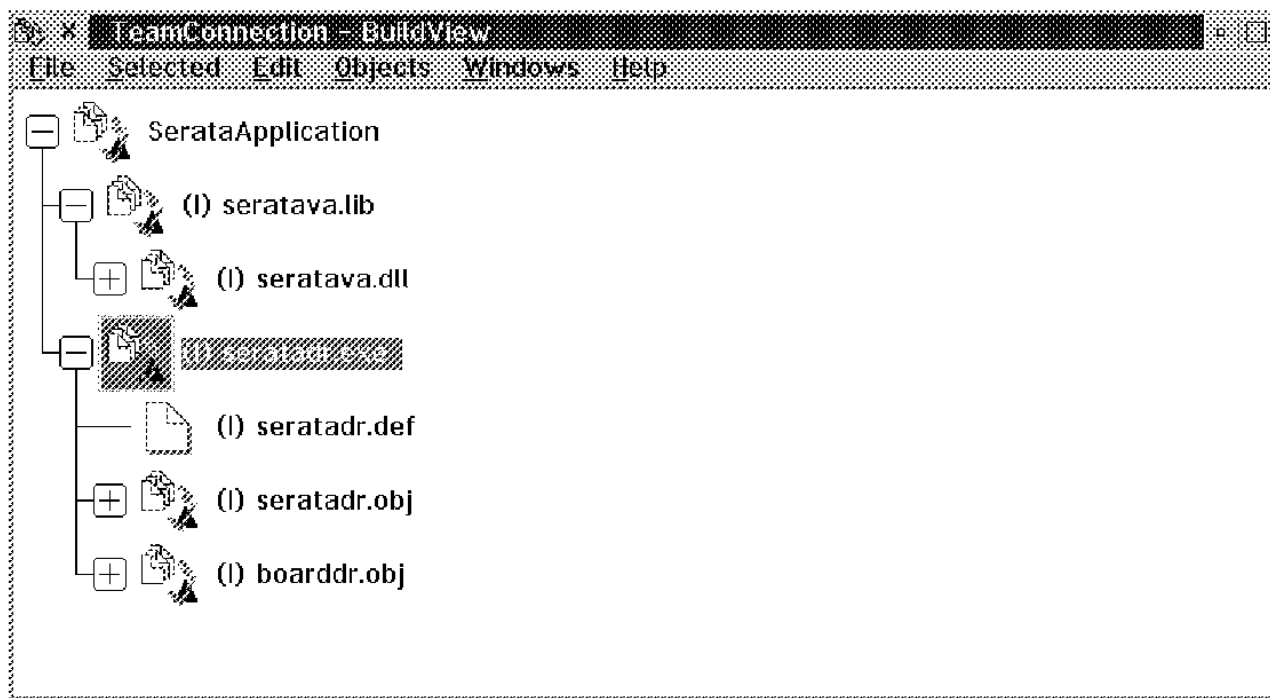 TeamConnection - BuildView
File Selected Edit Objects Windows Help
SerataApplication
(I) seratava.lib
(I) seratava.dll
(I) seratadr.exe
(I) seratadr.def
(I) seratadr.obj
(I) boarddr.obj